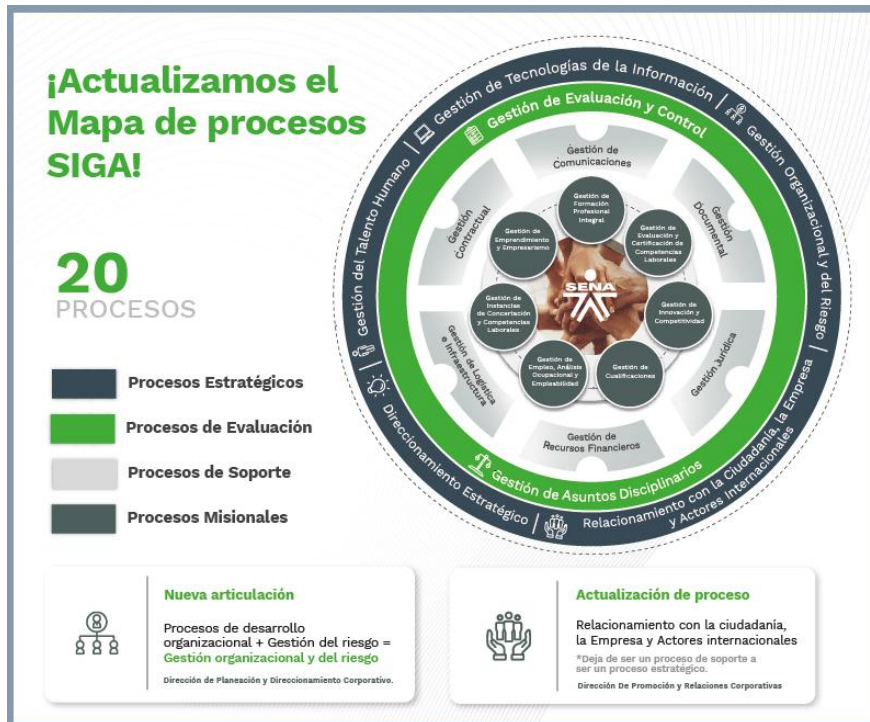 ¡Actualizamos el
Mapa de procesos
SIGA!
20
PROCESOS
Procesos Estratégicos
Procesos de Evaluación
Procesos de Soporte
Procesos Misionales
Gestión de Tecnologías de la Información
Gestión Organizacional y del Riesgo
Relacionamiento con la Ciudadanía, la Empresa
y Actores Internacionales
Direccionamiento Estratégico
Gestión del Talento Humano
Gestión de Evaluación y Control
Gestión de Asuntos Disciplinarios
Gestión de
Comunicaciones
Gestión
Documental
Gestión Jurídica
Gestión de
Recursos Financieros
Gestión de Logística
e Infraestructura
Gestión
Contractual
Gestión de
Formación
Profesional
Integral
Gestión de
Evaluación y
Certificación de
Competencias
Laborales
Gestión de
Innovación y
Competitividad
Gestión de
Cualificaciones
Gestión de
Empleo, Análisis
Ocupacional y
Empleabilidad
Gestión de
Instancias
de Concertación
y Competencias
Laborales
Gestión de
Emprendimiento
y Empresarismo
SENA
Nueva articulación
Procesos de desarrollo
organizacional + Gestión del riesgo =
Gestión organizacional y del riesgo
Dirección de Planeación y Direccionamiento Corporativo.
Actualización de proceso
Relacionamiento con la ciudadanía,
la Empresa y Actores internacionales
*Deja de ser un proceso de soporte a
ser un proceso estratégico.
Dirección De Promoción y Relaciones Corporativas